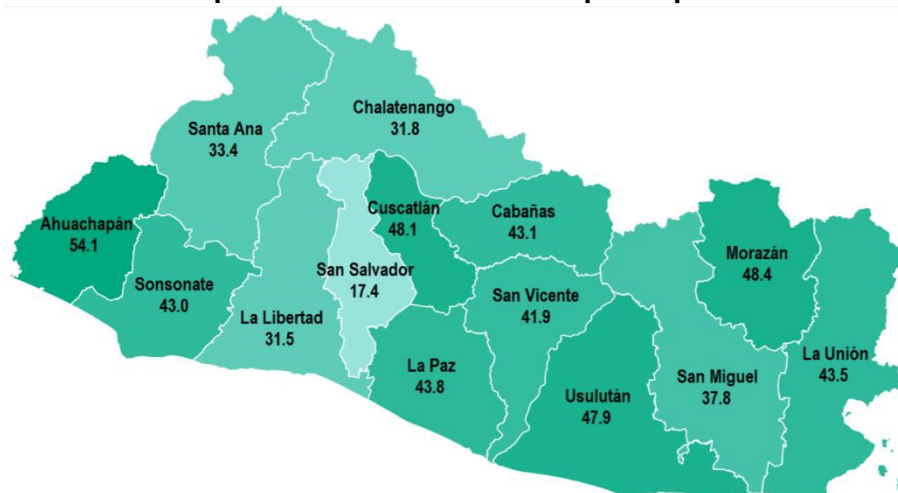 Chalatenango
31.8
Santa Ana
33.4
Ahuachapán
54.1
Cuscatlán
48.1
Cabañas
43.1
Morazán
48.4
Sonsonate
43.0
San Salvador
17.4
San Vicente
41.9
La Libertad
31.5
La Unión
43.5
La Paz
43.8
San Miguel
37.8
Usulután
47.9